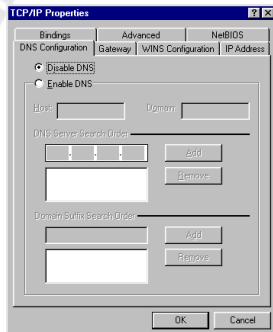 TCP/IP Properties
Bindings Advanced NetBIOS
DNS Configuration Gateway WINS Configuration IP Address
Disable DNS
Enable DNS
Host: Domain:
DNS Server Search Order
Add
Remove
Domain Suffix Search Order
Add
Remove
OK Cancel